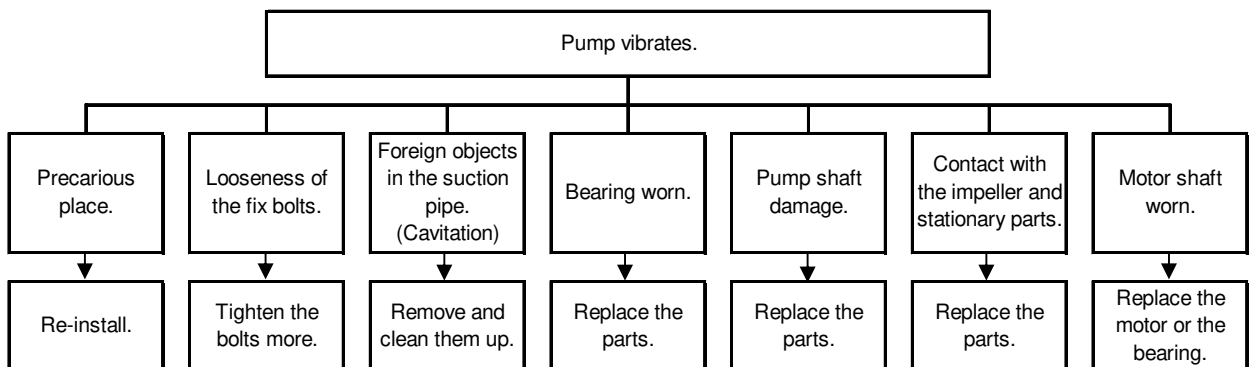 Pump vibrates.
Precarious
place.
Looseness of
the fix bolts.
Foreign objects
in the suction
pipe.
(Cavitation)
Bearing worn.
Pump shaft
damage.
Contact with
the impeller and
stationary parts.
Motor shaft
worn.
Re-install.
Tighten the
bolts more.
Remove and
clean them up.
Replace the
parts.
Replace the
parts.
Replace the
parts.
Replace the
motor or the
bearing.